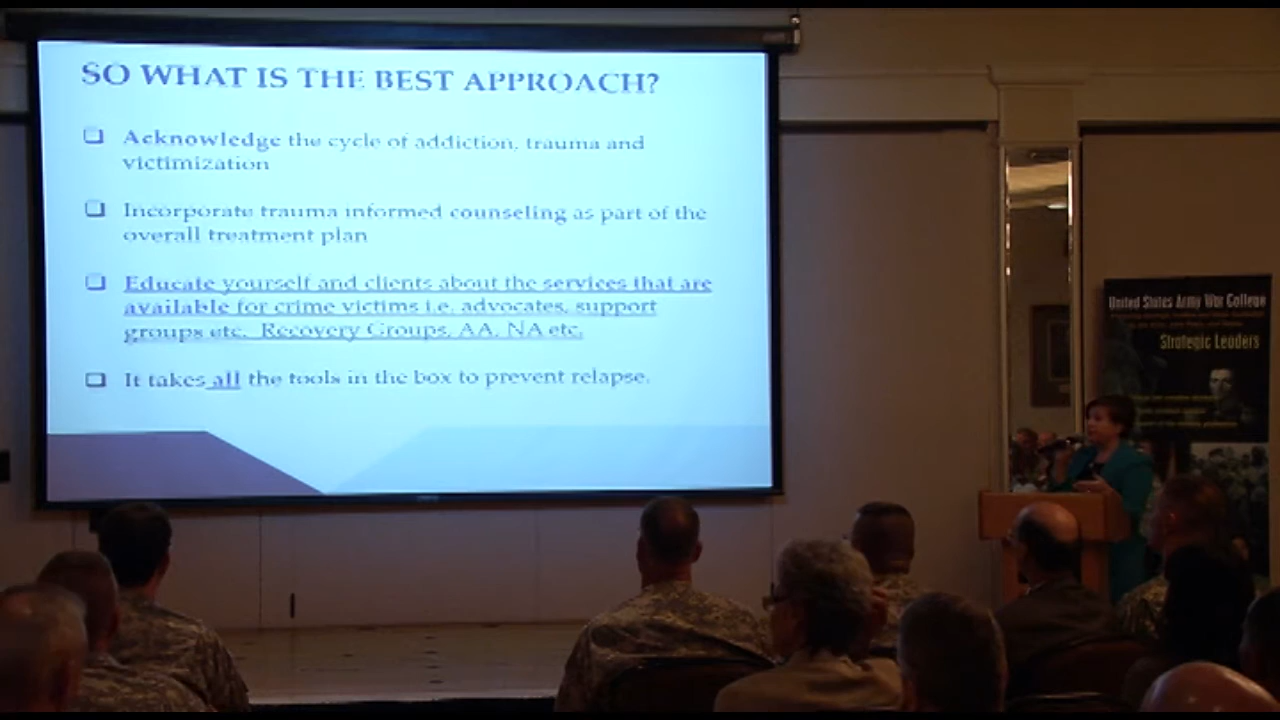 SO WHAT IS THE BEST APPROACH?
Acknowledge the cycle of addiction, trauma and
victimization
Incorporate trauma informed counseling as part of the
overall treatment plan
Educate yourself and clients about the services that are
available for crime victims i.e. advocates, support
groups etc. Recovery Groups, AA, NA etc.
It takes all the tools in the box to prevent relapse.
United States Army War College
Strategic Leaders